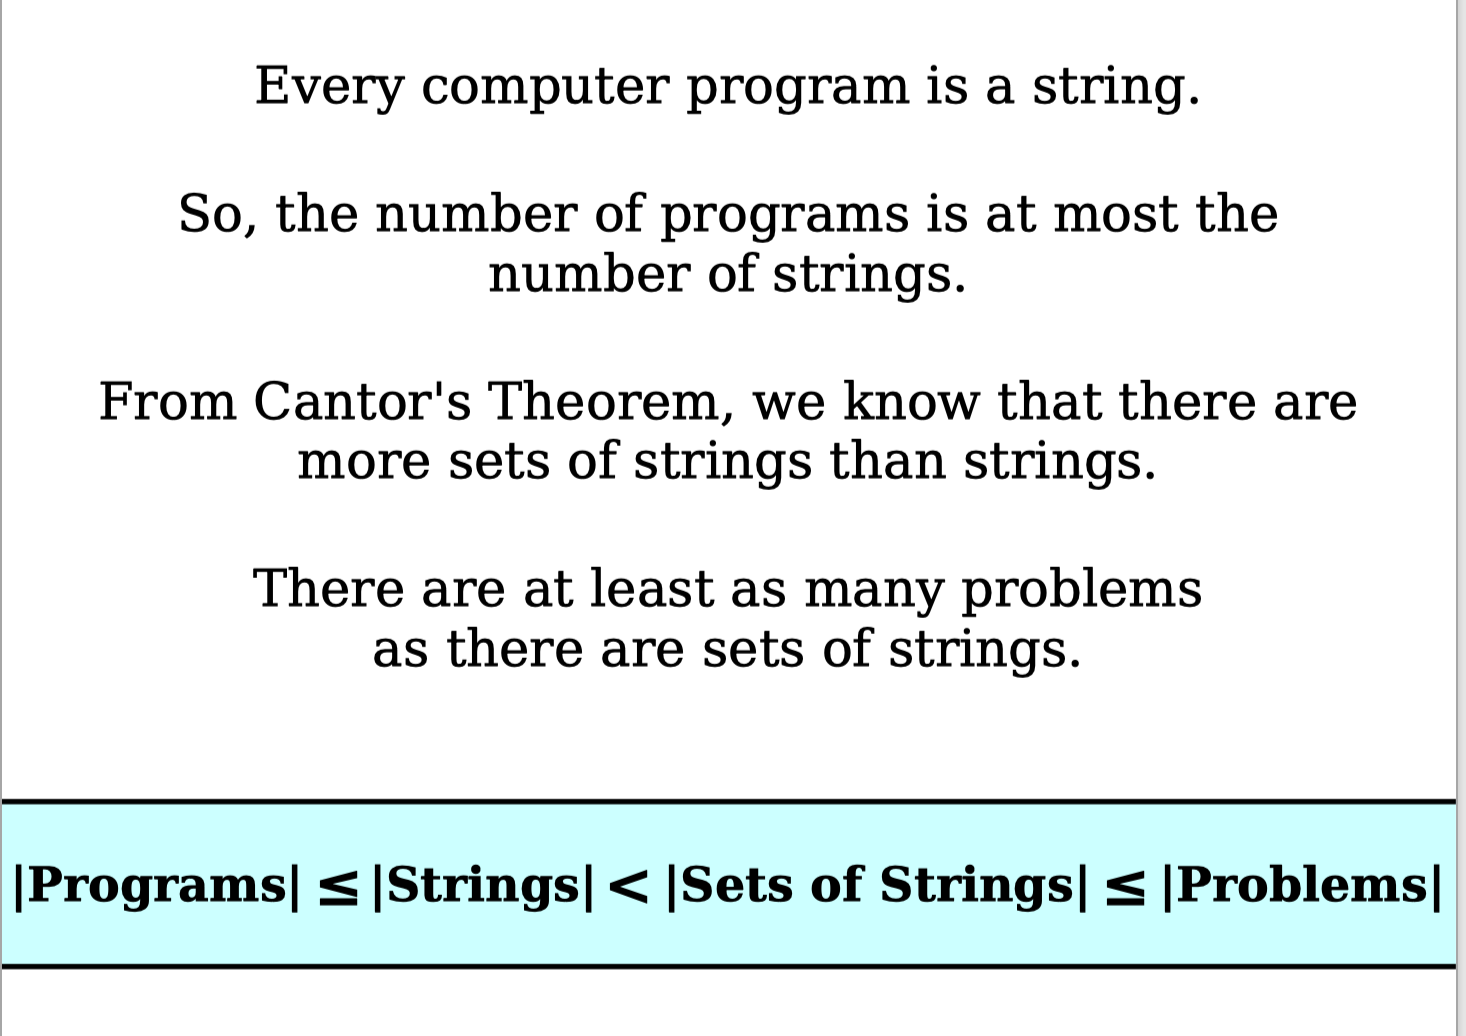 Every computer program is a string.
So, the number of programs is at most the
number of strings.
From Cantor's Theorem, we know that there are
more sets of strings than strings.
There are at least as many problems
as there are sets of strings.
|Programs| ≤ |Strings| < |Sets of Strings| ≤ |Problems|